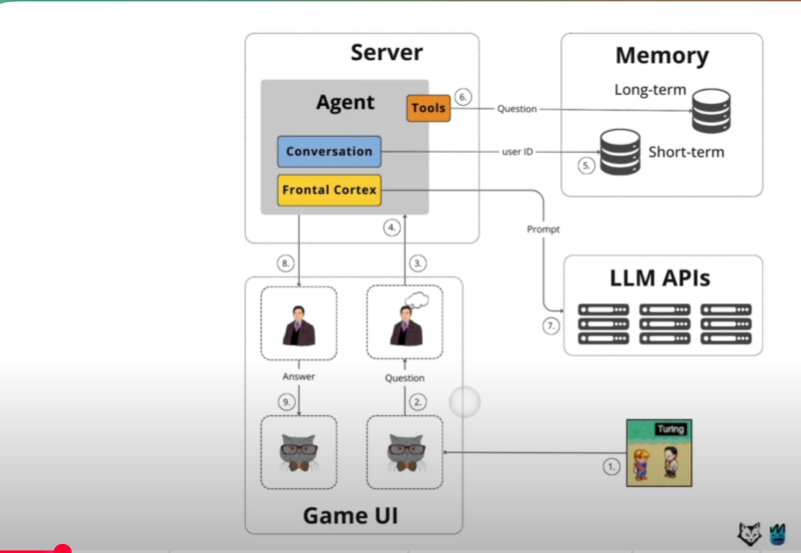 Server
Memory
Agent
Tools
6.
Question
Long-term
Conversation
user ID
5.
Short-term
Frontal Cortex
4.
Prompt
8.
3.
LLM APIs
7.
Answer
Question
9.
2.
Turing
1.
Game UI